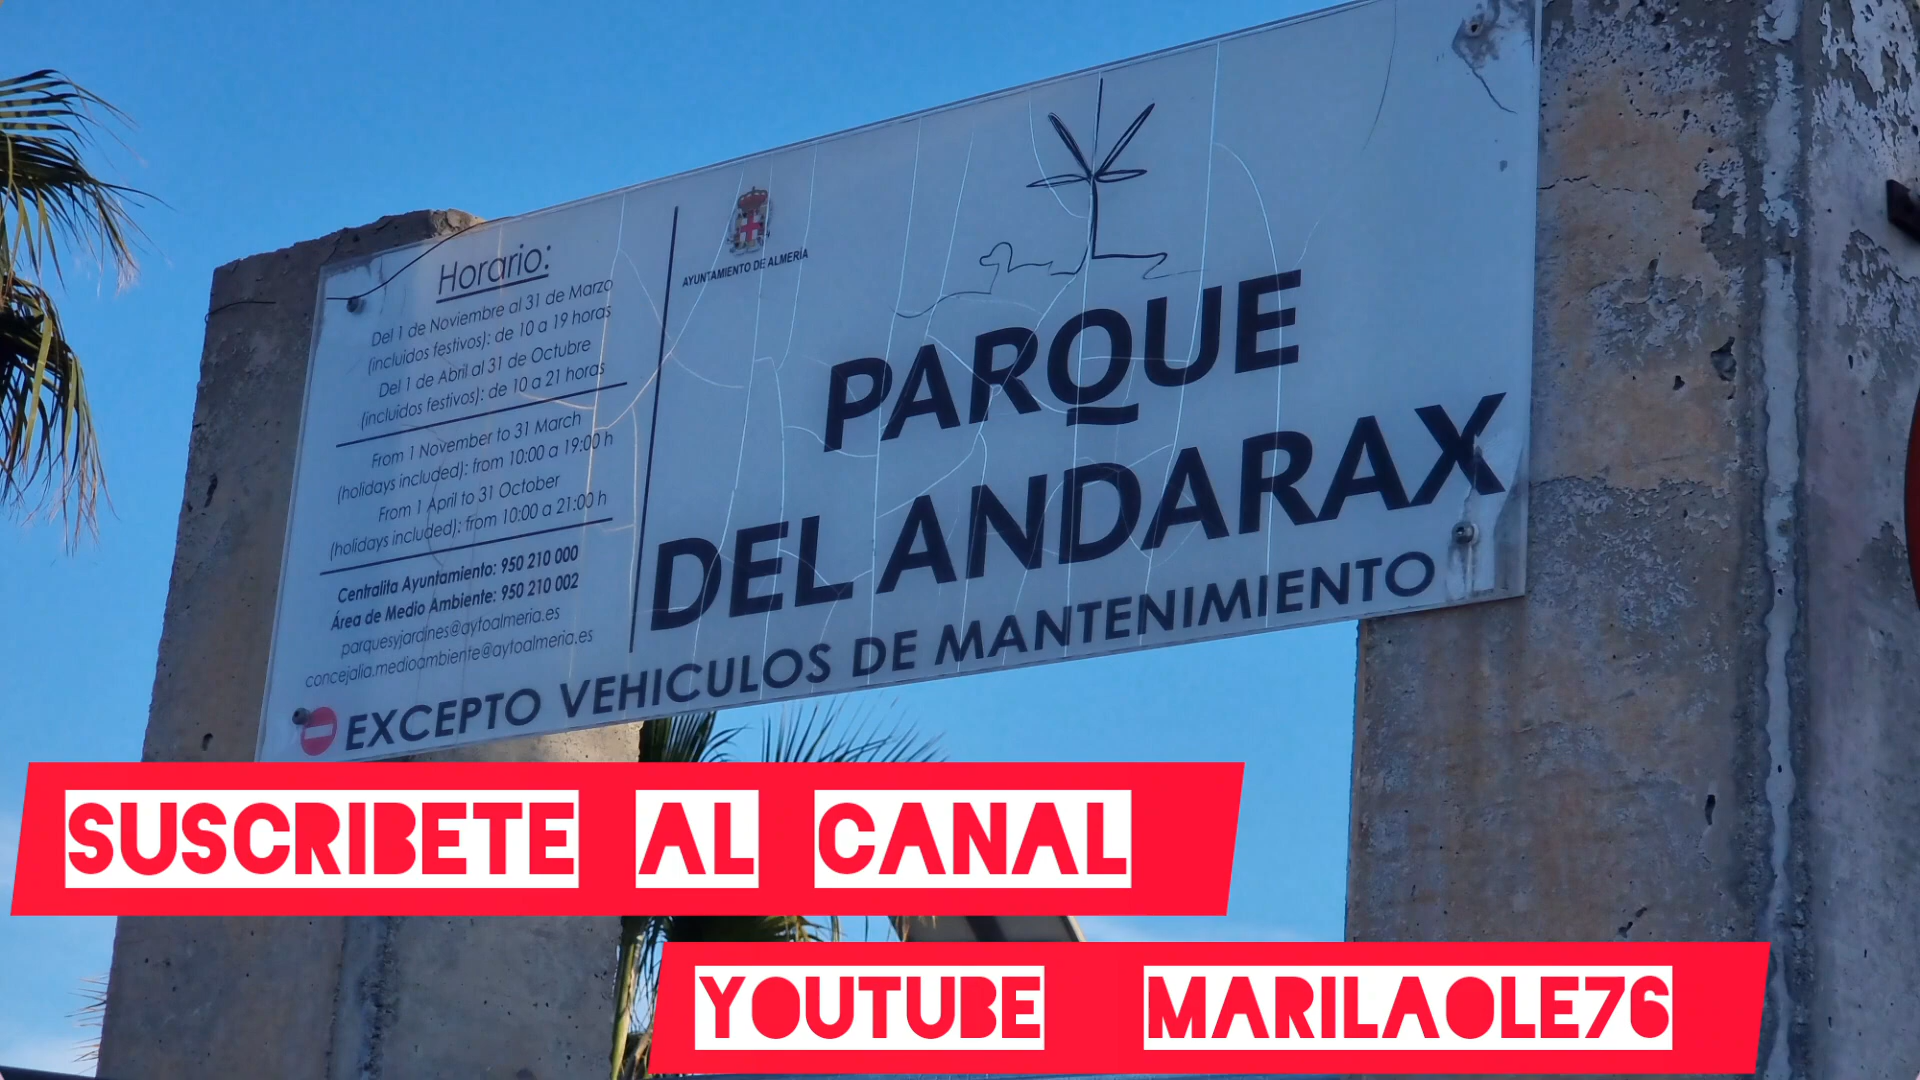 Horario:
Del 1 de Noviembre al 31 de Marzo
(incluidos festivos): de 10 a 19 horas
Del 1 de Abril al 31 de Octubre
(incluidos festivos): de 10 a 21 horas
From 1 November to 31 March
(holidays included): from 10:00 a 19:00 h
From 1 April to 31 October
(holidays included): from 10:00 a 21:00 h
Centralita Ayuntamiento: 950 210 000
Área de Medio Ambiente: 950 210 002
parquesyjardines@aytoalmeria.es
concejalia.medioambiente@aytoalmeria.es
AYUNTAMIENTO DE ALMERÍA
PARQUE
DEL ANDARAX
EXCEPTO VEHICULOS DE MANTENIMIENTO
SUSCRIBETE AL CANAL
YOUTUBE MARILAOLE76